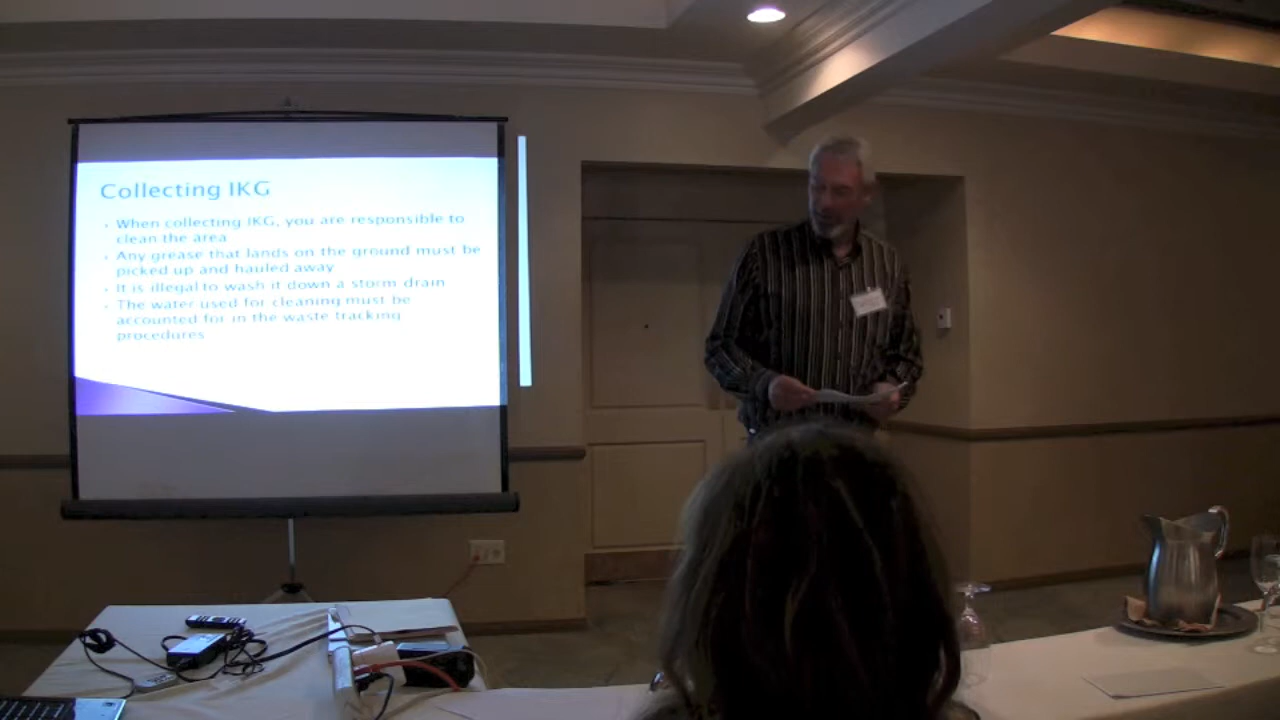 Collecting IKG
When collecting IKG, you are responsible to
clean the area
Any grease that lands on the ground must be
picked up and hauled away
It is illegal to wash it down a storm drain
The water used for cleaning must be
accounted for in the waste tracking
procedures